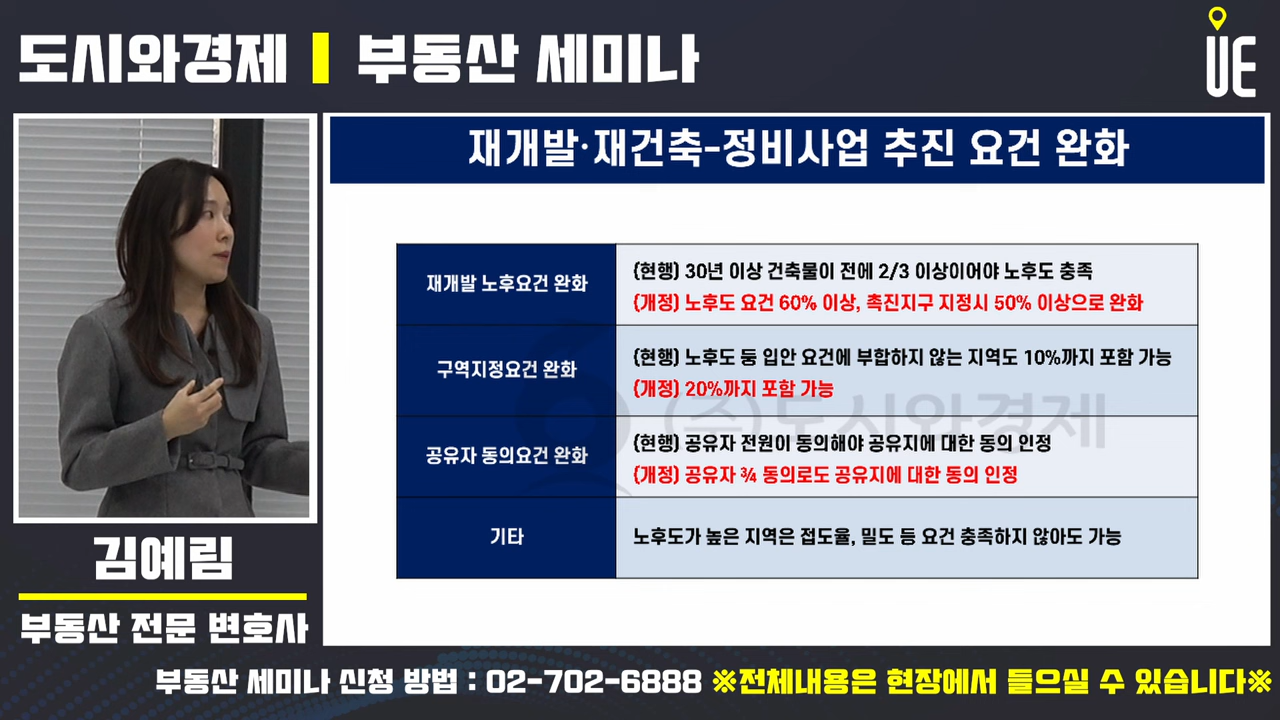 도시와경제 부동산 세미나
UE
재개발·재건축-정비사업 추진 요건 완화
재개발 노후요건 완화
(현행) 30년 이상 건축물이 전에 2/3 이상이어야 노후도 충족
(개정) 노후도 요건 60% 이상, 촉진지구 지정시 50% 이상으로 완화
구역지정요건 완화
(현행) 노후도 둥 입안 요건에 부합하지 않는 지역도 10%까지 포함 가능
(개정) 20%까지 포함 가능
공유자 동의요건 완화
(현행) 공유자 전원이 동의해야 공유지에 대한 동의 인정
(개정) 공유자 ¾ 동의로도 공유지에 대한 동의 인정
기타
노후도가 높은 지역은 접도율, 밀도 등 요건 충족하지 않아도 가능
(주)도시와경제
김예림
부동산 전문 변호사
부동산 세미나 신청 방법 : 02-702-6888 ※전체내용은 현장에서 들으실 수 있습니다※